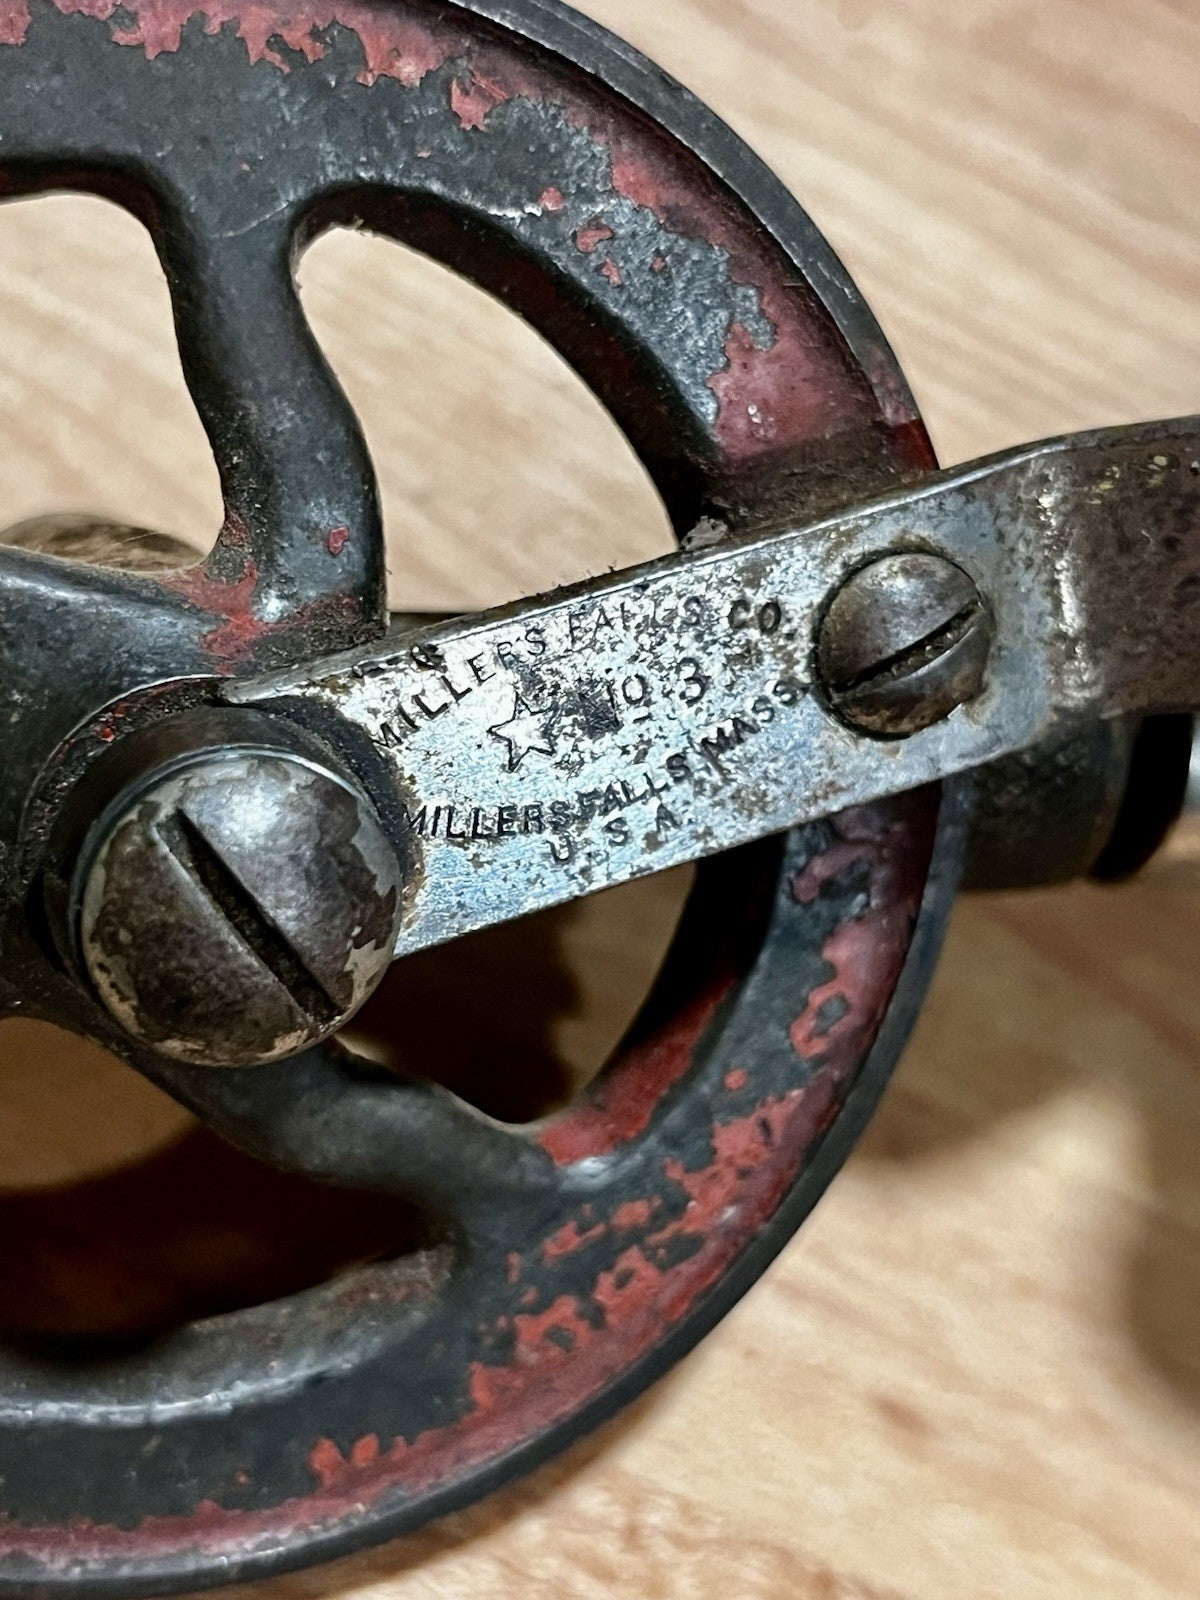 MILLERS FALLS CO.
No 3
MILLERS FALLS, MASS.
U.S.A.